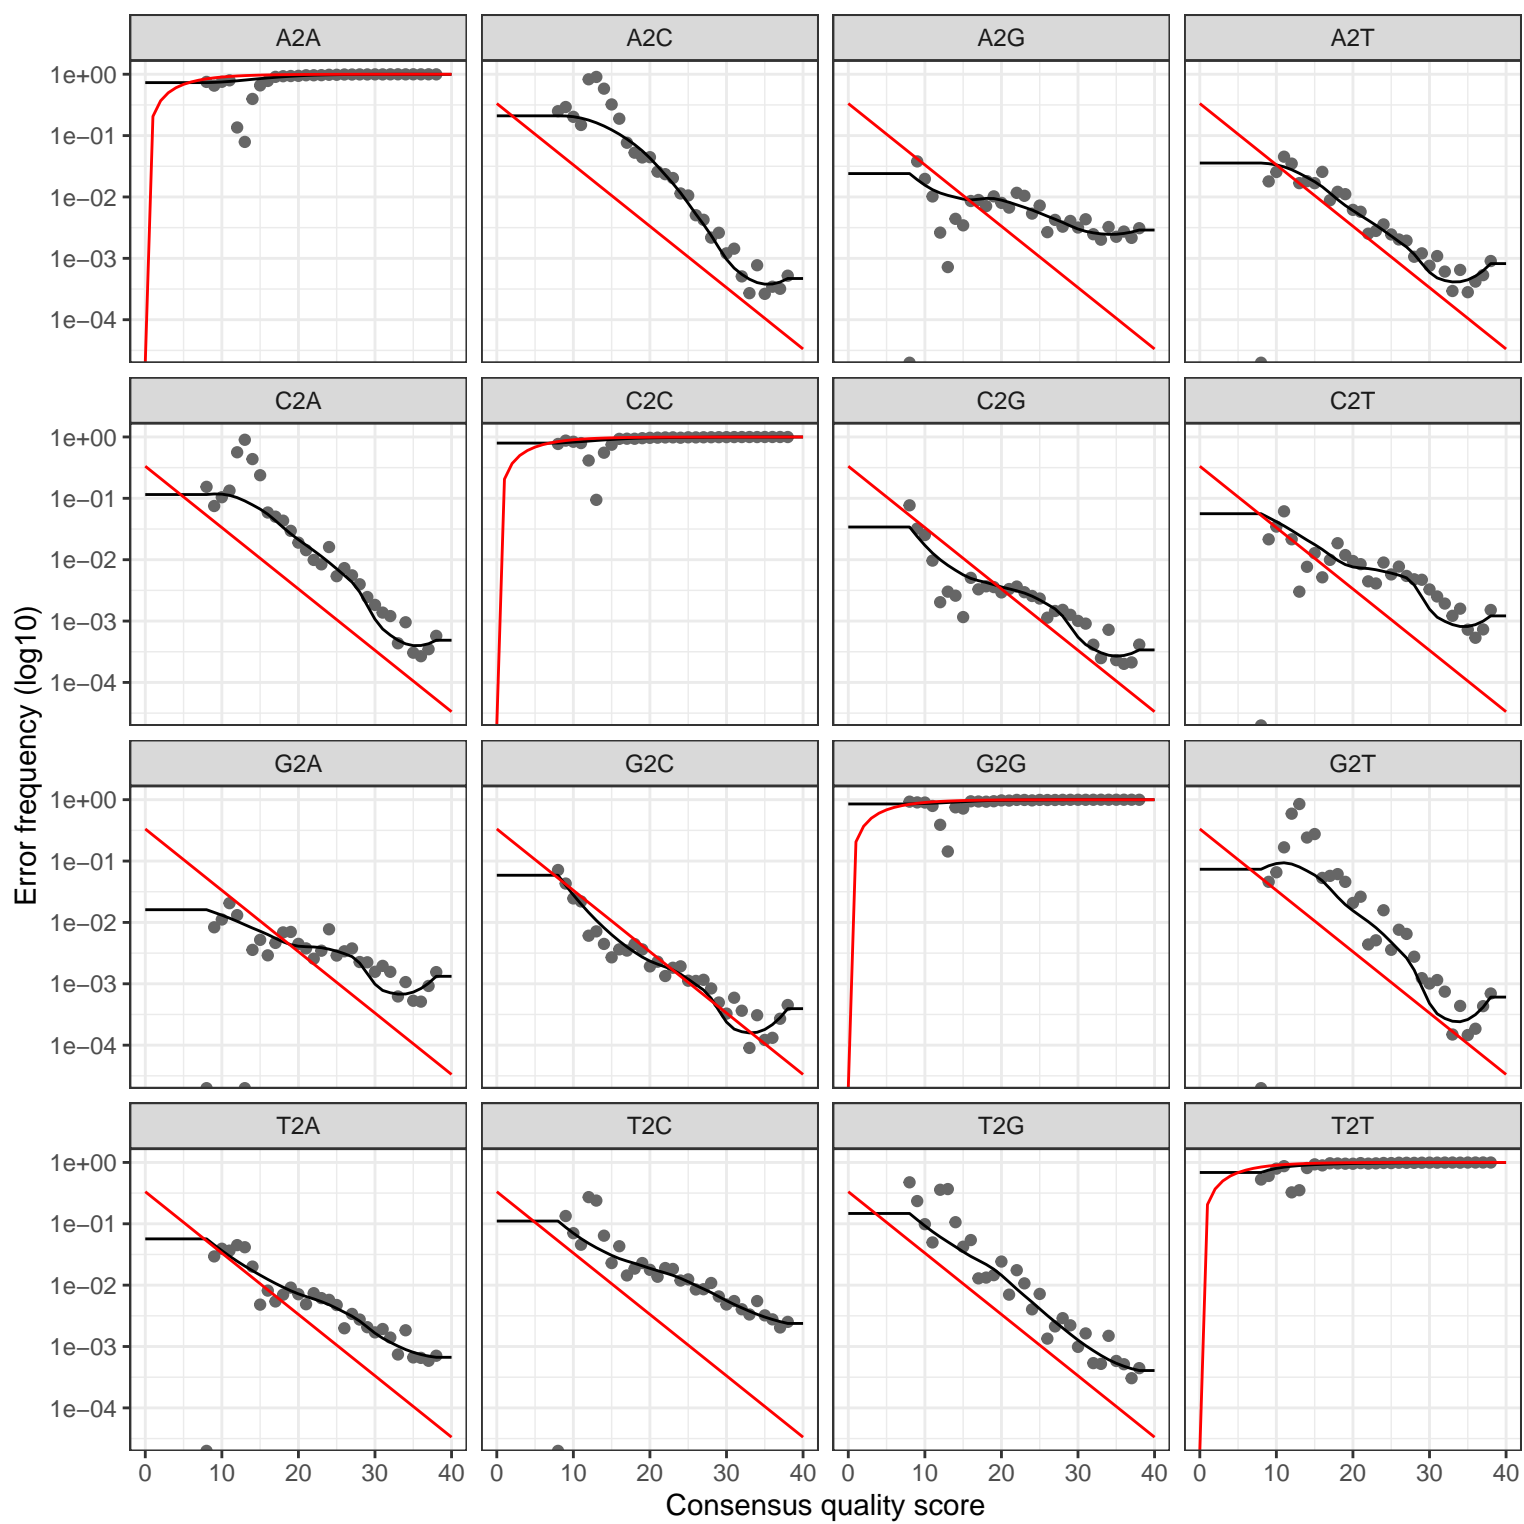 A2A A2C A2G A2T
1e+00
1e−01
1e−02
1e−03
1e−04
C2A C2C C2G C2T
1e+00
1e−01
1e−02
1e−03
1e−04
Error frequency (log10)
G2A G2C G2G G2T
1e+00
1e−01
1e−02
1e−03
1e−04
T2A T2C T2G T2T
1e+00
1e−01
1e−02
1e−03
1e−04
0 10 20 30 40 0 10 20 30 40 0 10 20 30 40 0 10 20 30 40
Consensus quality score